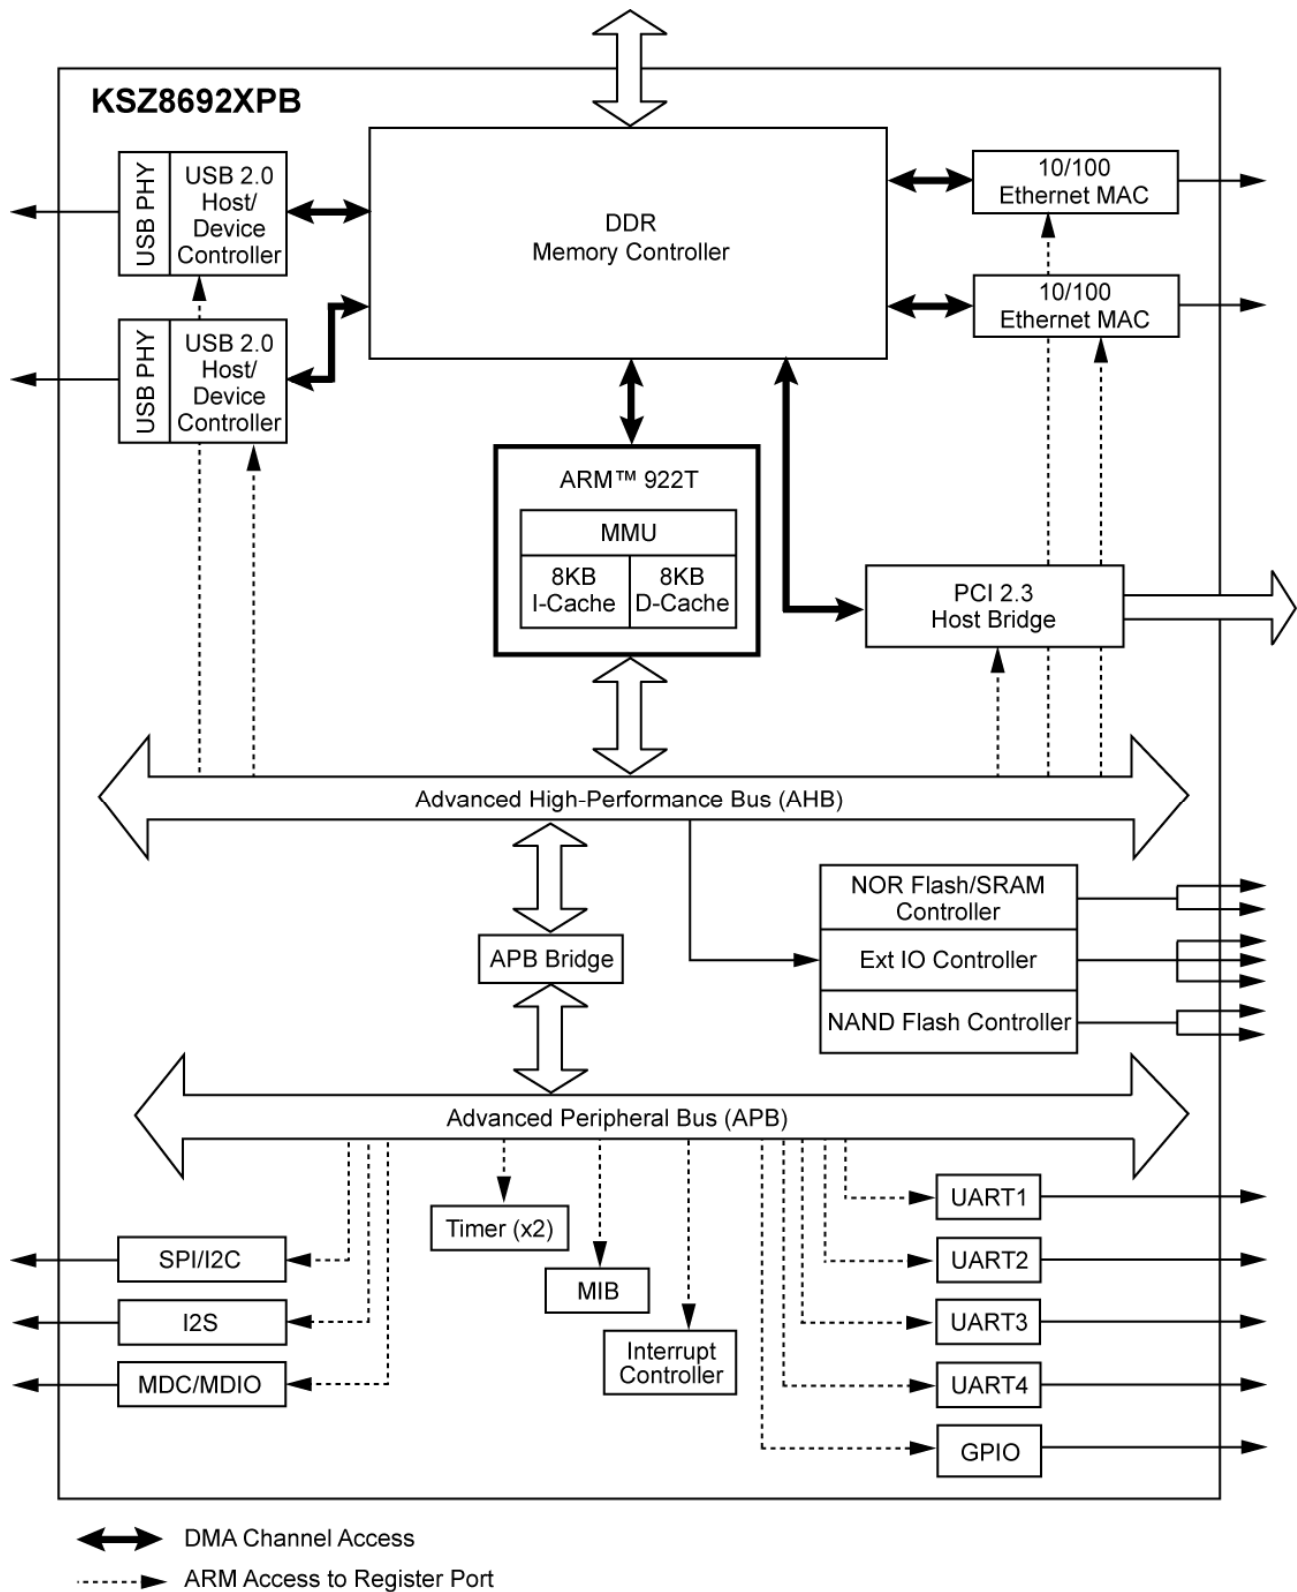 KSZ8692XPB
USB PHY
USB 2.0
Host/
Device
Controller
DDR
Memory Controller
10/100
Ethernet MAC
10/100
Ethernet MAC
USB PHY
USB 2.0
Host/
Device
Controller
ARM™ 922T
MMU
8KB
I-Cache
8KB
D-Cache
PCI 2.3
Host Bridge
Advanced High-Performance Bus (AHB)
NOR Flash/SRAM
Controller
APB Bridge
Ext IO Controller
NAND Flash Controller
Advanced Peripheral Bus (APB)
SPI/I2C
I2S
MDC/MDIO
Timer (x2)
MIB
Interrupt
Controller
UART1
UART2
UART3
UART4
GPIO
DMA Channel Access
ARM Access to Register Port